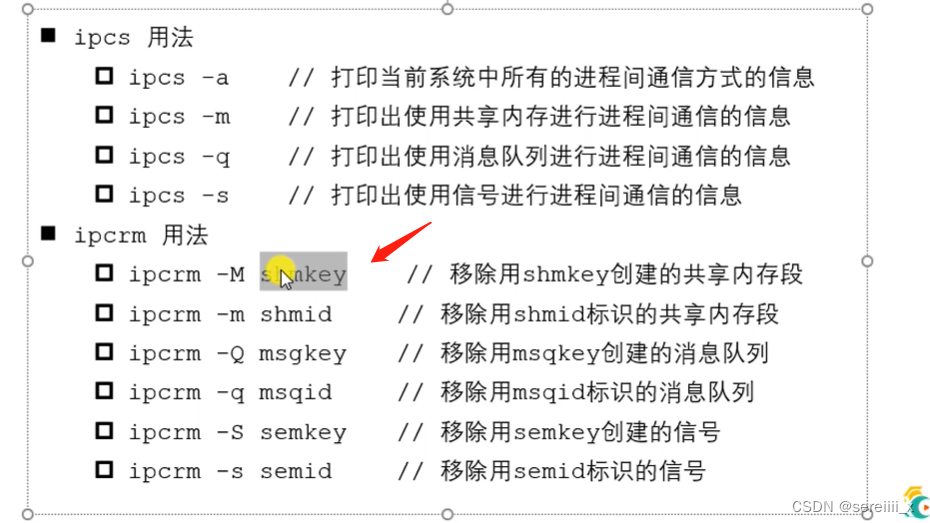 ipcs 用法
ipcs -a // 打印当前系统中所有的进程间通信方式的信息
ipcs -m // 打印出使用共享内存进行进程间通信的信息
ipcs -q // 打印出使用消息队列进行进程间通信的信息
ipcs -s // 打印出使用信号进行进程间通信的信息
ipcrm 用法
ipcrm -M shmkey // 移除用shmkey创建的共享内存段
ipcrm -m shmid // 移除用shmid标识的共享内存段
ipcrm -Q msgkey // 移除用msqkey创建的消息队列
ipcrm -q msqid // 移除用msqid标识的消息队列
ipcrm -S semkey // 移除用semkey创建的信号
ipcrm -s semid // 移除用semid标识的信号
CSDN @sereiiii_x